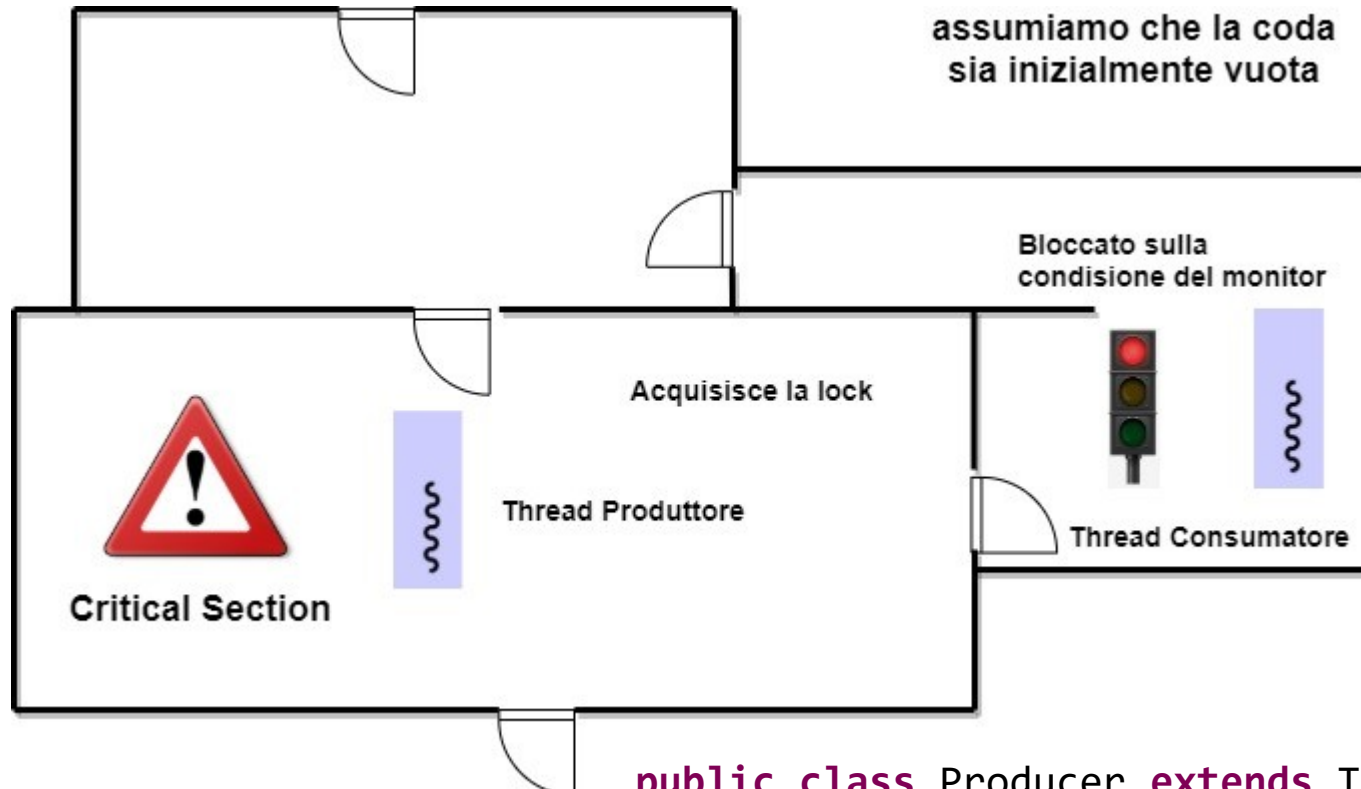 assumiamo che la coda
sia inizialmente vuota
Bloccato sulla
condisione del monitor
Acquisisce la lock
Thread Produttore
Thread Consumatore
Critical Section
public class Producer extends T